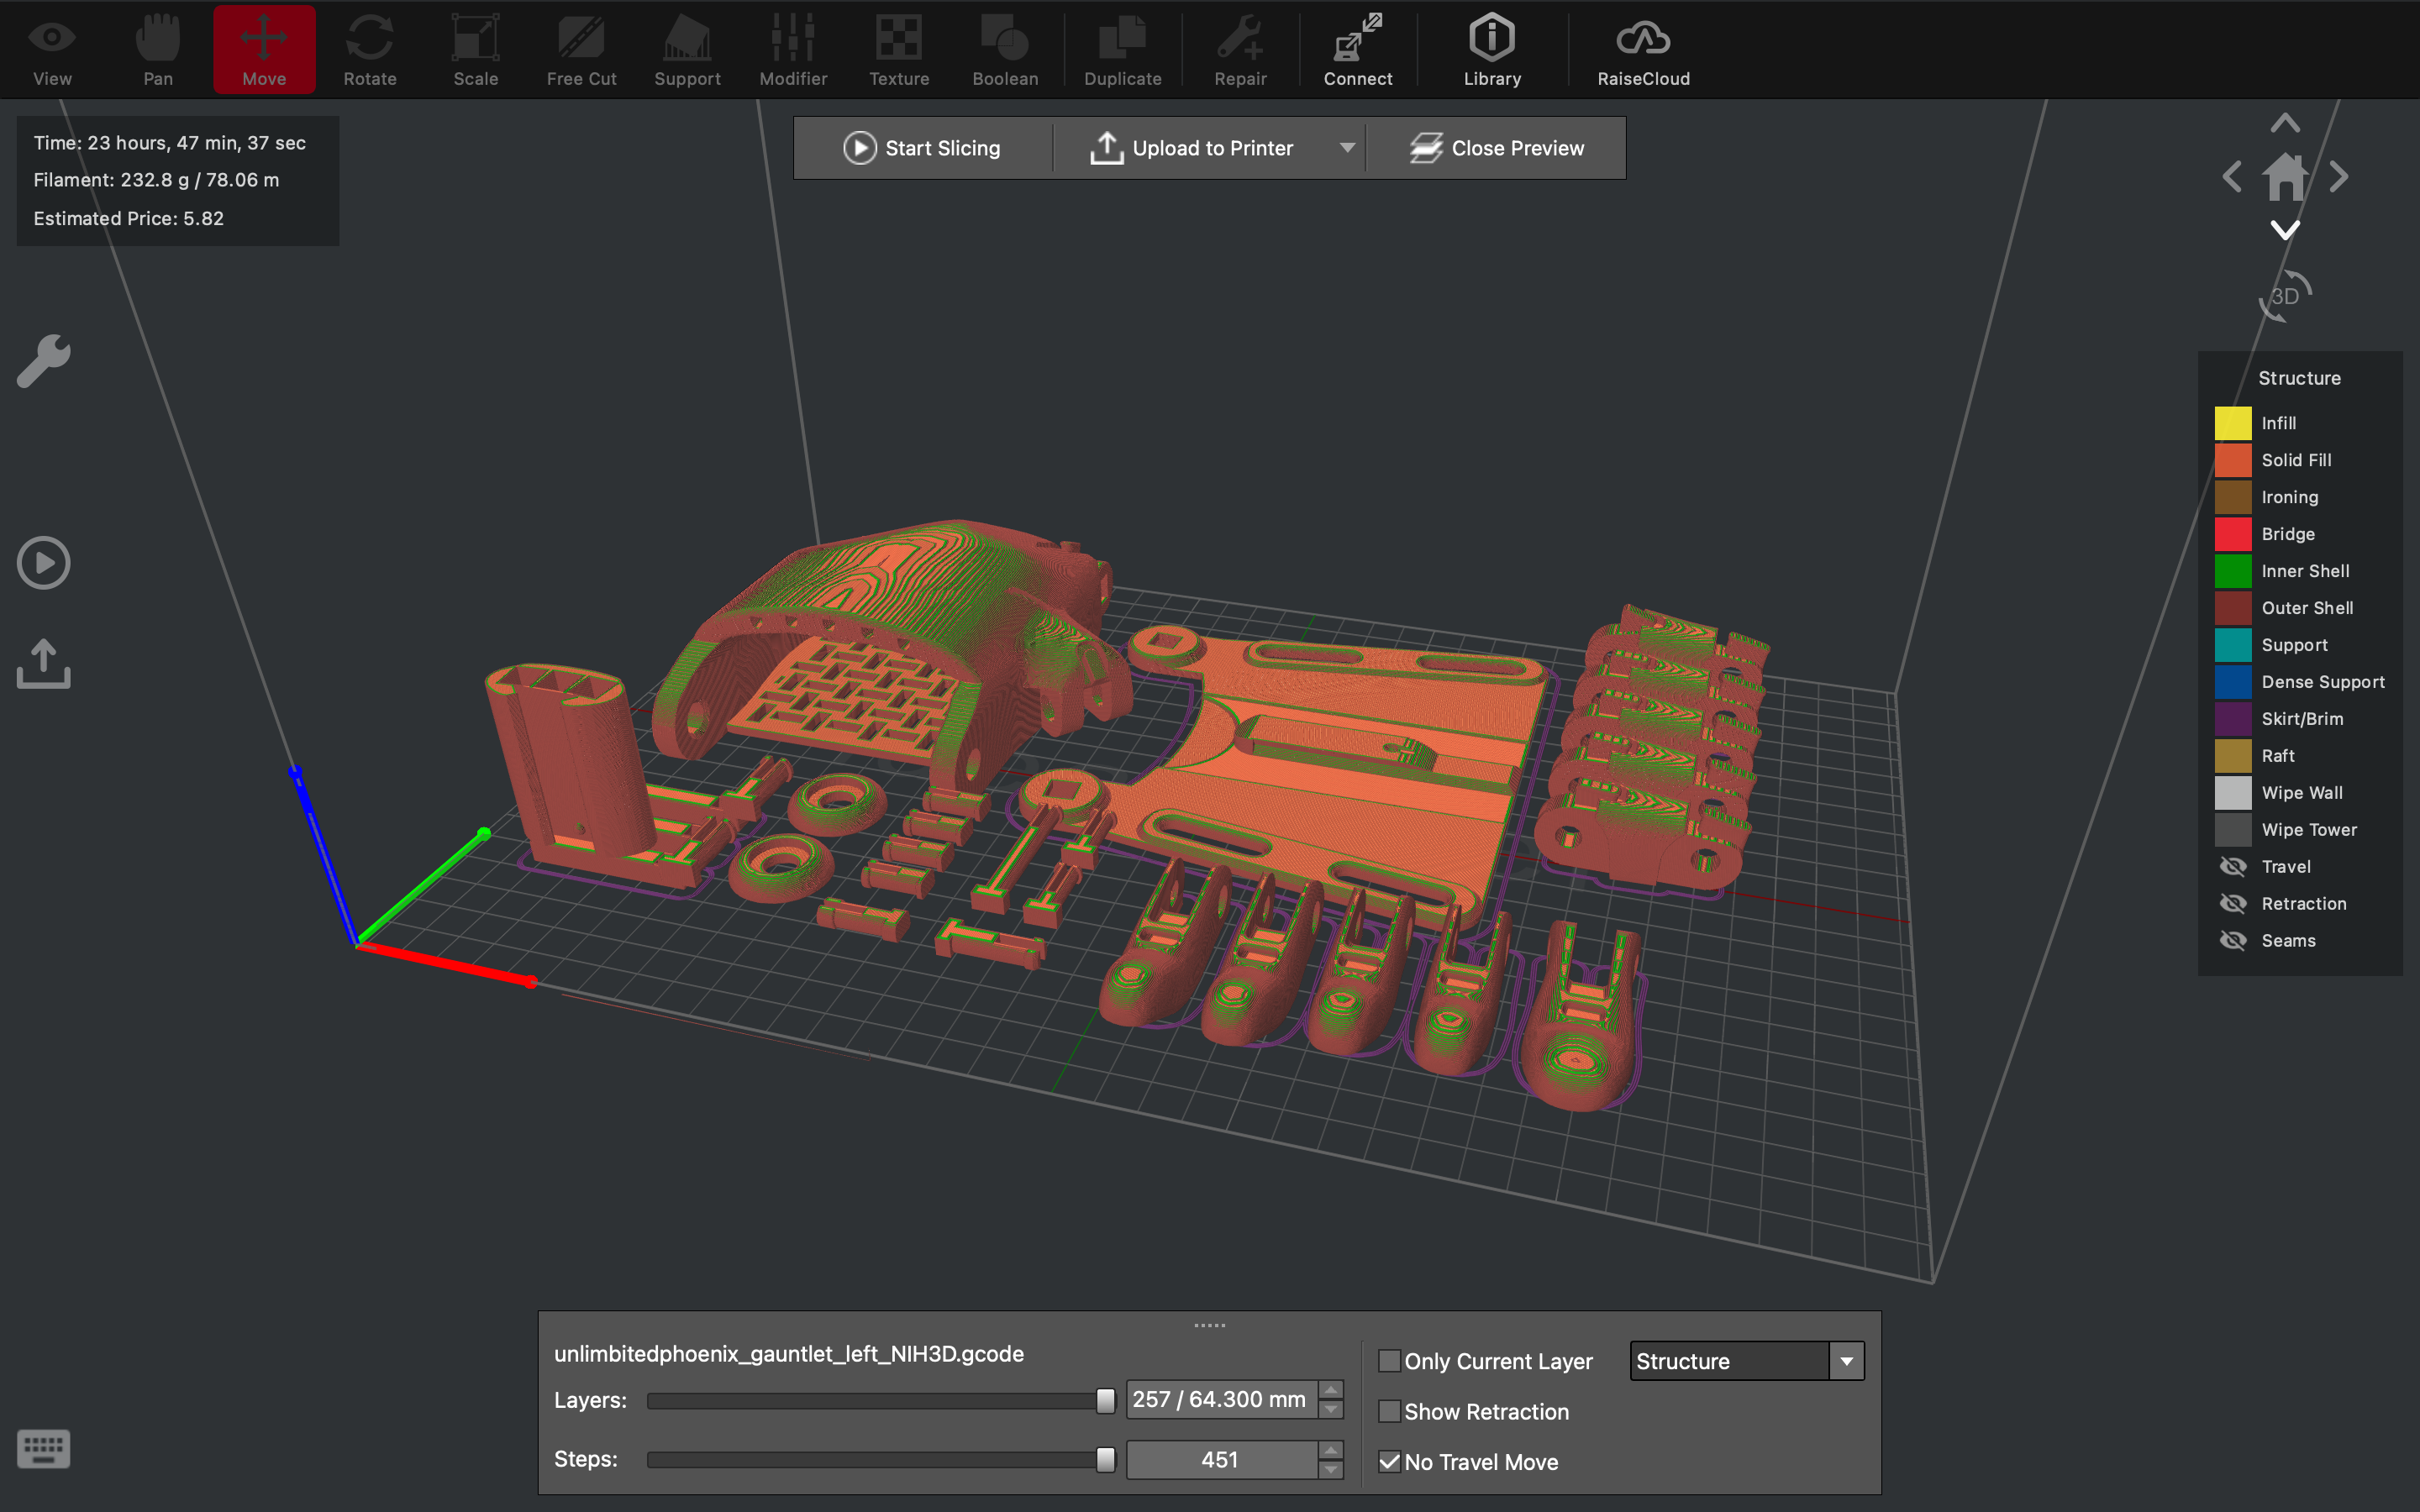 View
Pan
Move
Rotate
Scale
Free Cut
Support
Modifier
Texture
Boolean
Duplicate
Repair
Connect
Library
RaiseCloud
Time: 23 hours, 47 min, 37 sec
Filament: 232.8 g / 78.06 m
Estimated Price: 5.82
Start Slicing
Upload to Printer
Close Preview
3D
Structure
Infill
Solid Fill
Ironing
Bridge
Inner Shell
Outer Shell
Support
Dense Support
Skirt/Brim
Raft
Wipe Wall
Wipe Tower
Travel
Retraction
Seams
unlimbitedphoenix_gauntlet_left_NIH3D.gcode
Layers:
257 / 64.300 mm
Steps:
451
Only Current Layer
Structure
Show Retraction
No Travel Move